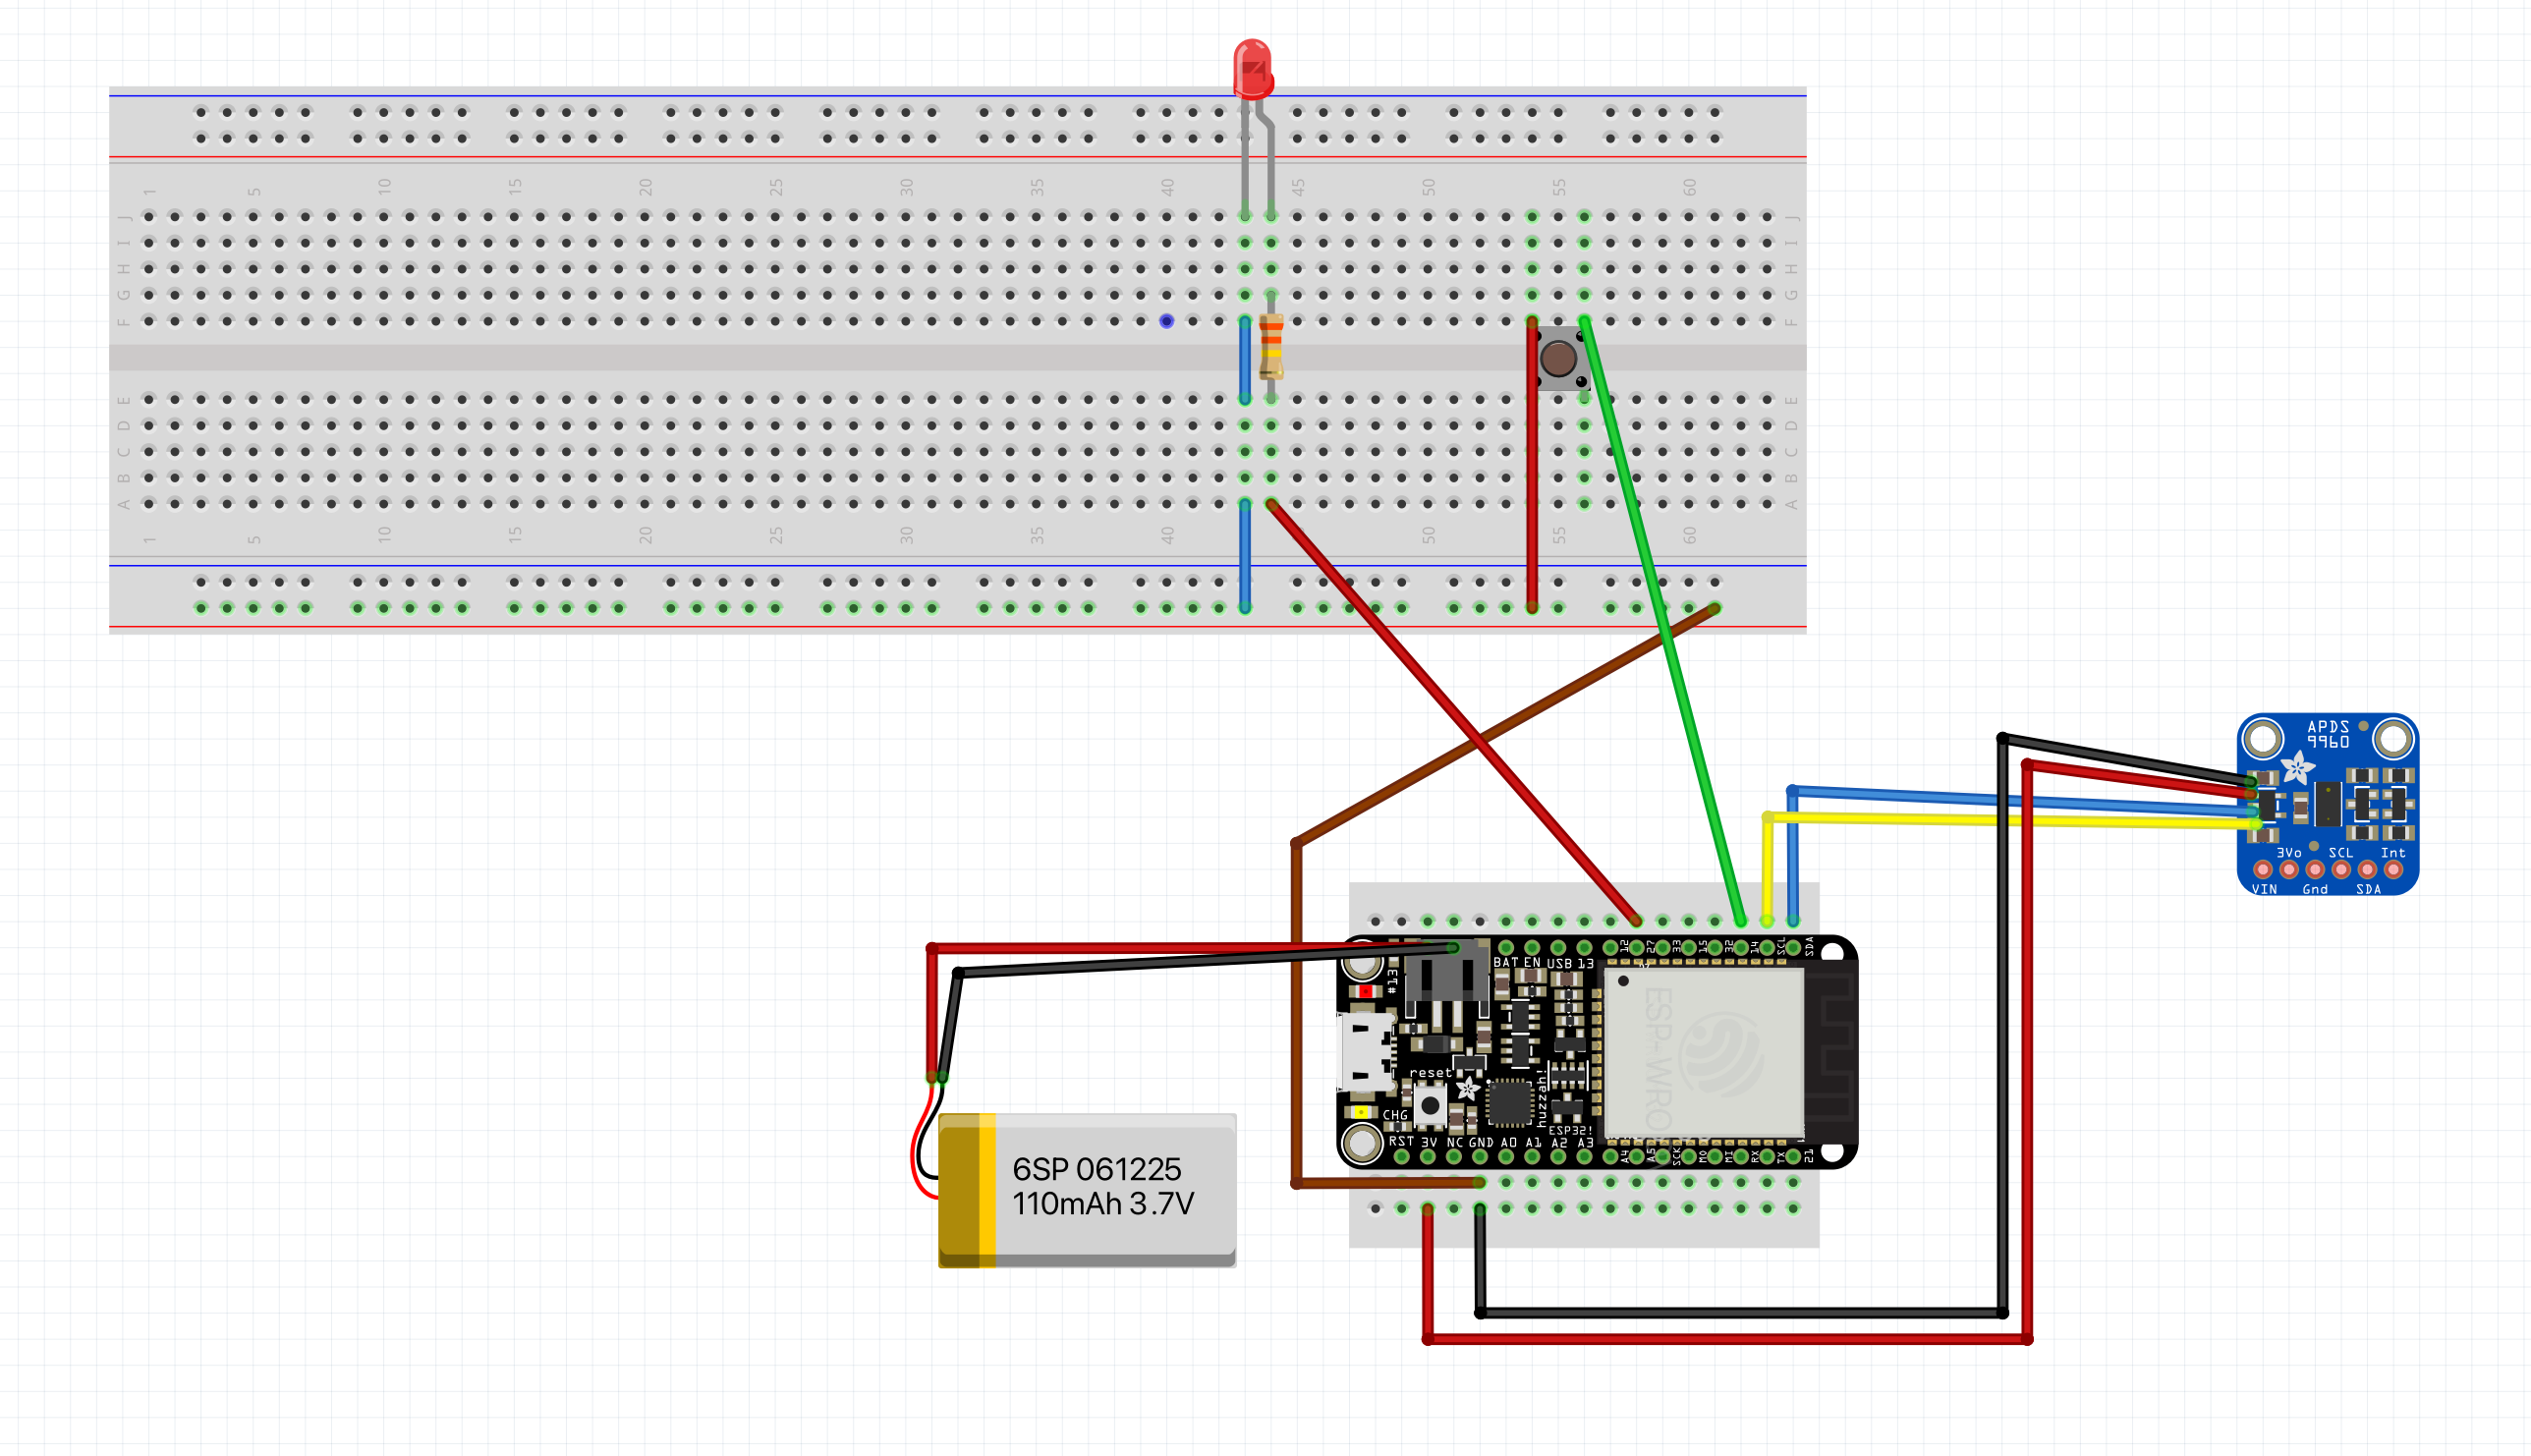 1 5 10 15 20 25 30 35 40 45 50 55 60
J J
I I
H H
G G
F F
E E
D D
C C
B B
A A
1 5 10 15 20 25 30 35 40 50 55 60
APDS
9960
3Vo SCL Int
VIN Gnd SDA
12 27 33 15 32 14 SCL SDA
BAT EN USB 13
#13
ESP-WRO
reset
huzzah!
ESP32!
CHG
RST 3V NC GND A0 A1 A2 A3
A4 A5 SCK MO MI RX TX 21
6SP 061225
110mAh 3.7V